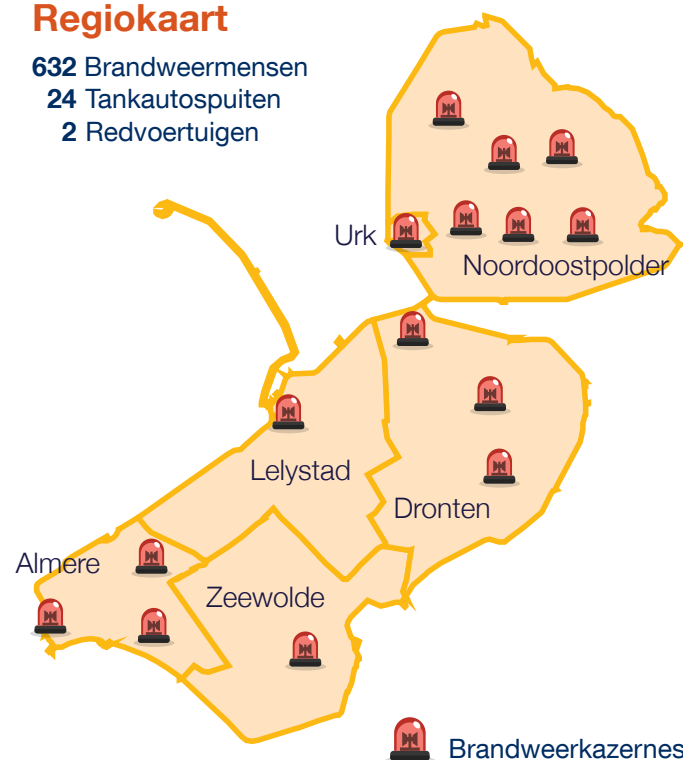 Regiokaart
632 Brandweermensen
24 Tankautospuiten
2 Redvoertuigen
Urk
Noordoostpolder
Lelystad
Dronten
Almere
Zeewolde
Brandweerkazernes